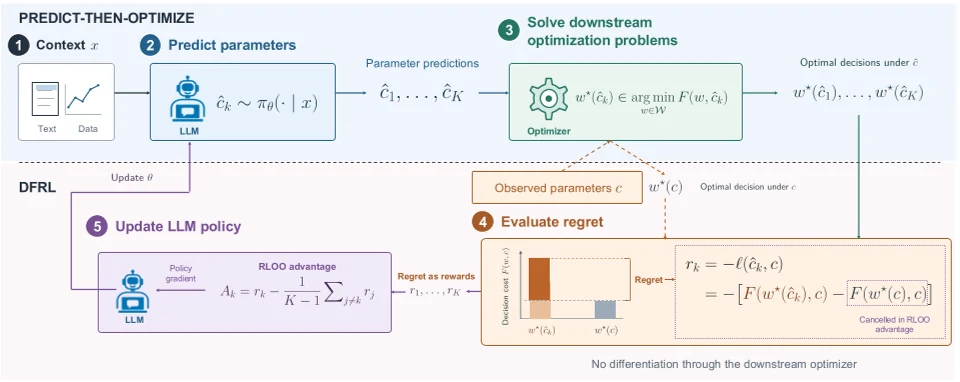 PREDICT-THEN-OPTIMIZE
1 Context x
Text
Data
2 Predict parameters
ĉ_k ∼ π_θ(· | x)
LLM
Parameter predictions
ĉ_1, . . . , ĉ_K
3 Solve downstream
optimization problems
w*(ĉ_k) ∈ arg min F(w, ĉ_k)
w∈𝒲
Optimizer
Optimal decisions under ĉ
w*(ĉ_1), . . . , w*(ĉ_K)
DFRL
Update θ
Observed parameters c
w*(c)
Optimal decision under c
4 Evaluate regret
Decision cost F(w, c)
w*(ĉ_k)
w*(c)
Regret
r_k = −ℓ(ĉ_k, c)
= −[F(w*(ĉ_k), c) − F(w*(c), c)]
Cancelled in RLOO
advantage
Regret as rewards
r_1, . . . , r_K
5 Update LLM policy
RLOO advantage
A_k = r_k − 1/(K − 1) ∑_{j≠k} r_j
Policy
gradient
LLM
No differentiation through the downstream optimizer